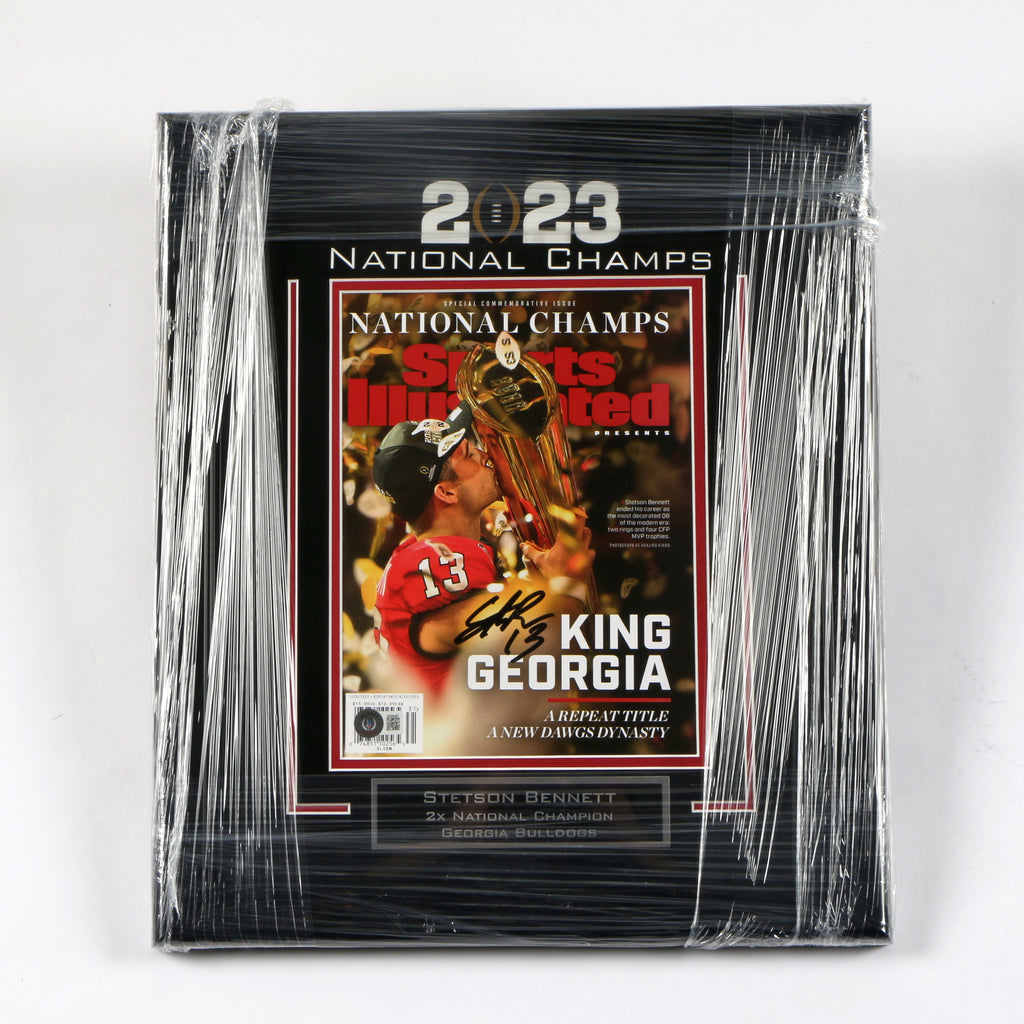 2023
NATIONAL CHAMPS
SPECIAL COMMEMORATIVE ISSUE
NATIONAL CHAMPS
Sports
Illustrated
PRESENTS
Stetson Bennett
ended his career as
the most decorated QB
of the modern era:
two rings and four CFP
MVP trophies.
13
13
KING
GEORGIA
A REPEAT TITLE
A NEW DAWGS DYNASTY
STETSON BENNETT
2X NATIONAL CHAMPION
GEORGIA BULLDOGS